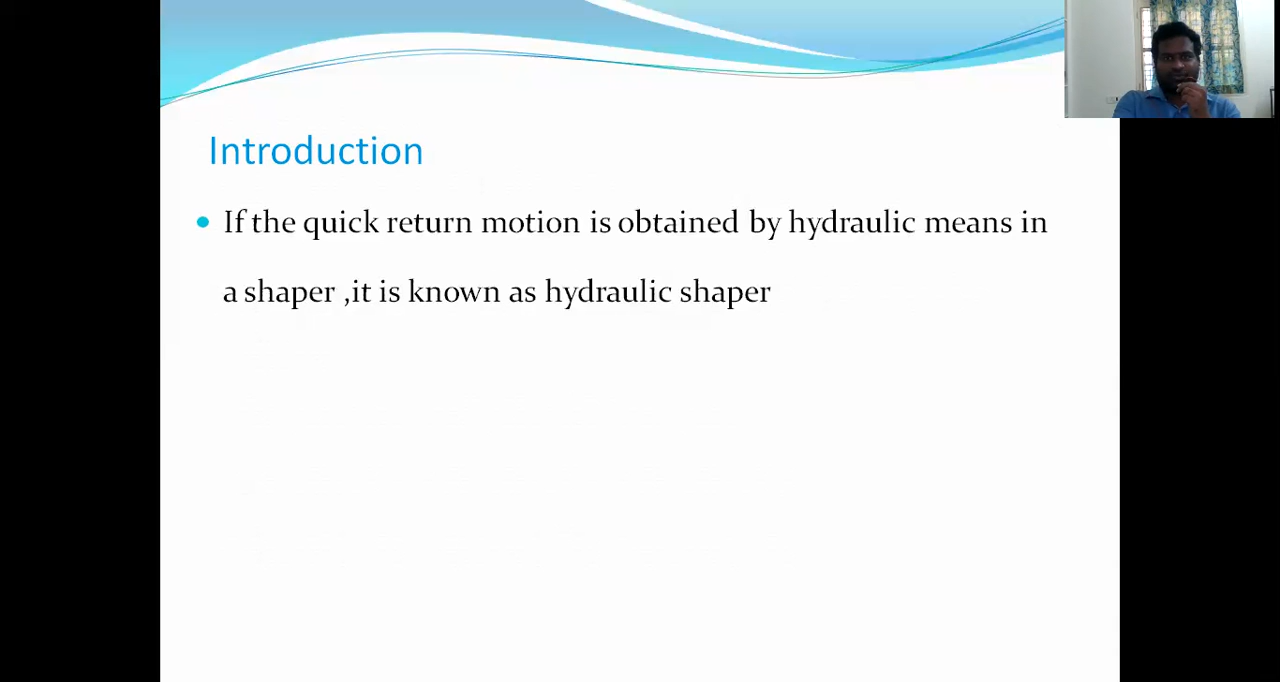 Introduction
If the quick return motion is obtained by hydraulic means in
a shaper ,it is known as hydraulic shaper